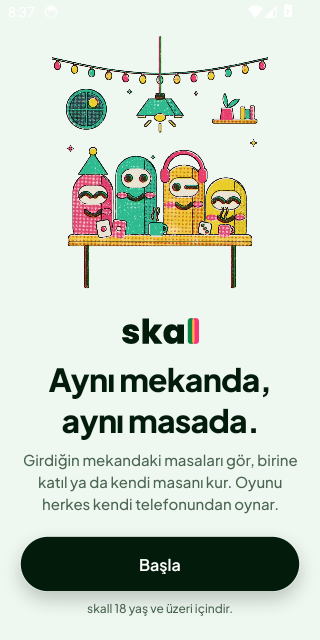 8:37
skall
Aynı mekanda,
aynı masada.
Girdiğin mekandaki masaları gör, birine
katıl ya da kendi masanı kur. Oyunu
herkes kendi telefonundan oynar.
Başla
skall 18 yaş ve üzeri içindir.